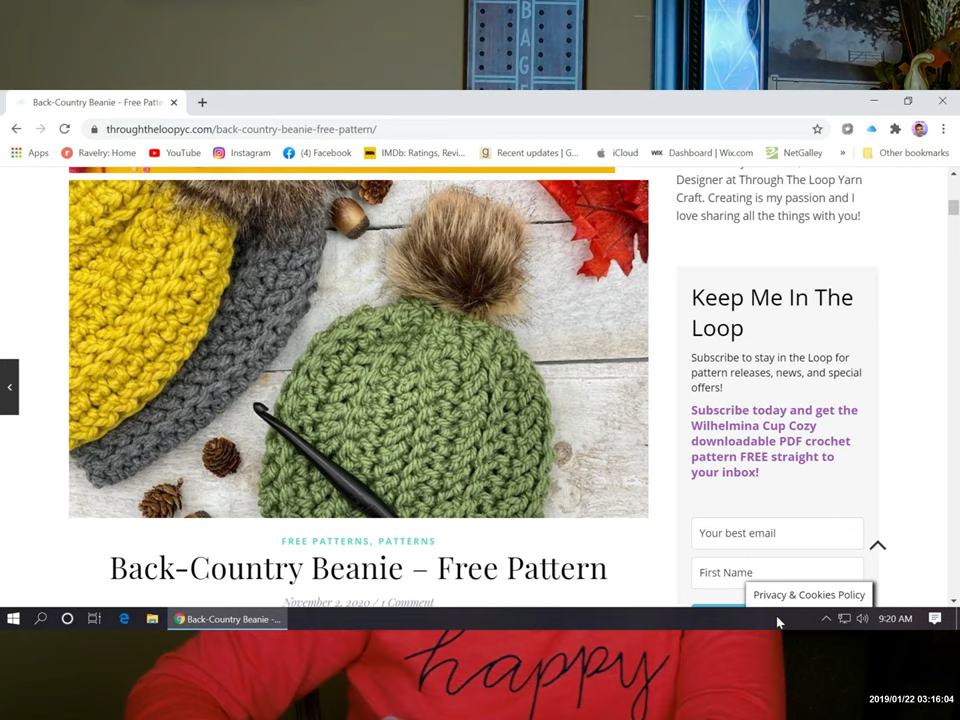 BAGE
Back-Country Beanie - Free Patte
throughtheloopyc.com/back-country-beanie-free-pattern/
Apps Ravelry: Home YouTube Instagram (4) Facebook IMDb: Ratings, Revi... Recent updates | G... iCloud WIX Dashboard | Wix.com NetGalley » Other bookmarks
Designer at Through The Loop Yarn
Craft. Creating is my passion and I
love sharing all the things with you!
Keep Me In The
Loop
Subscribe to stay in the Loop for
pattern releases, news, and special
offers!
Subscribe today and get the
Wilhelmina Cup Cozy
downloadable PDF crochet
pattern FREE straight to
your inbox!
Your best email
First Name
Privacy & Cookies Policy
FREE PATTERNS, PATTERNS
Back-Country Beanie – Free Pattern
November 2, 2020 / 1 Comment
Back-Country Beanie -...
9:20 AM
happy
2019/01/22 03:16:04